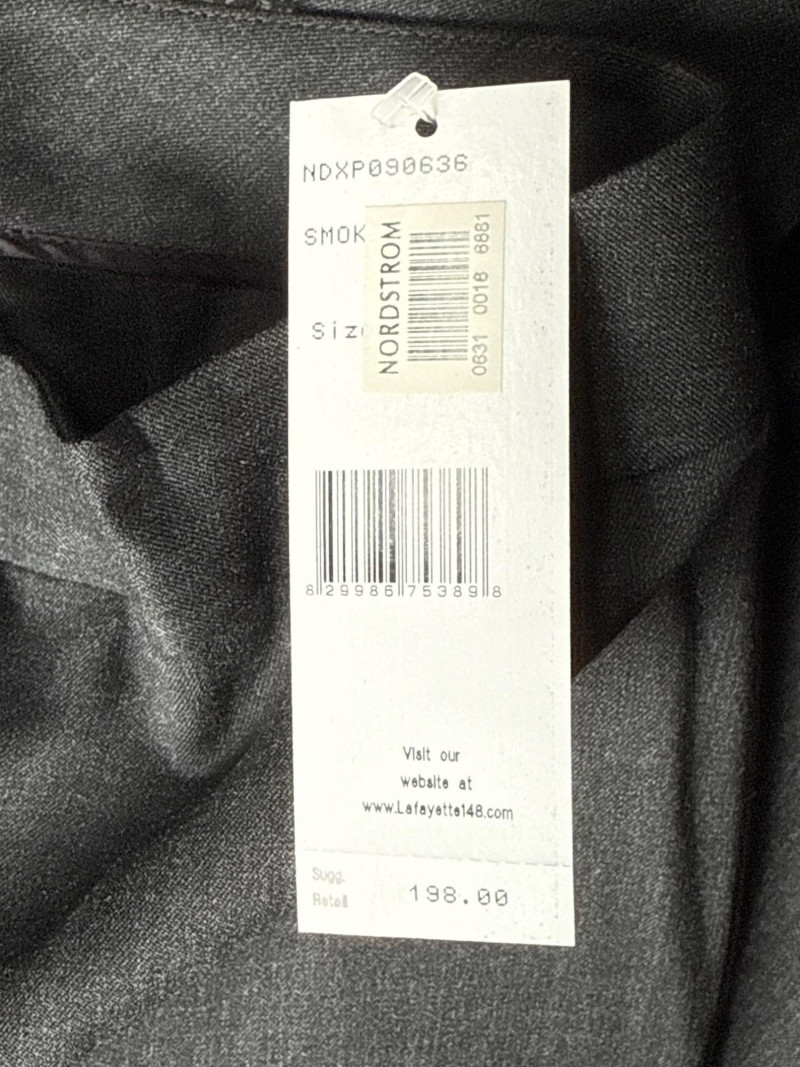 NDXP090636
SMOK
Siz
NORDSTROM
0631 0016 6881
8 29986 75389 8
Visit our
website at
www.Lafayette148.com
Sugg.
Retail
198.00